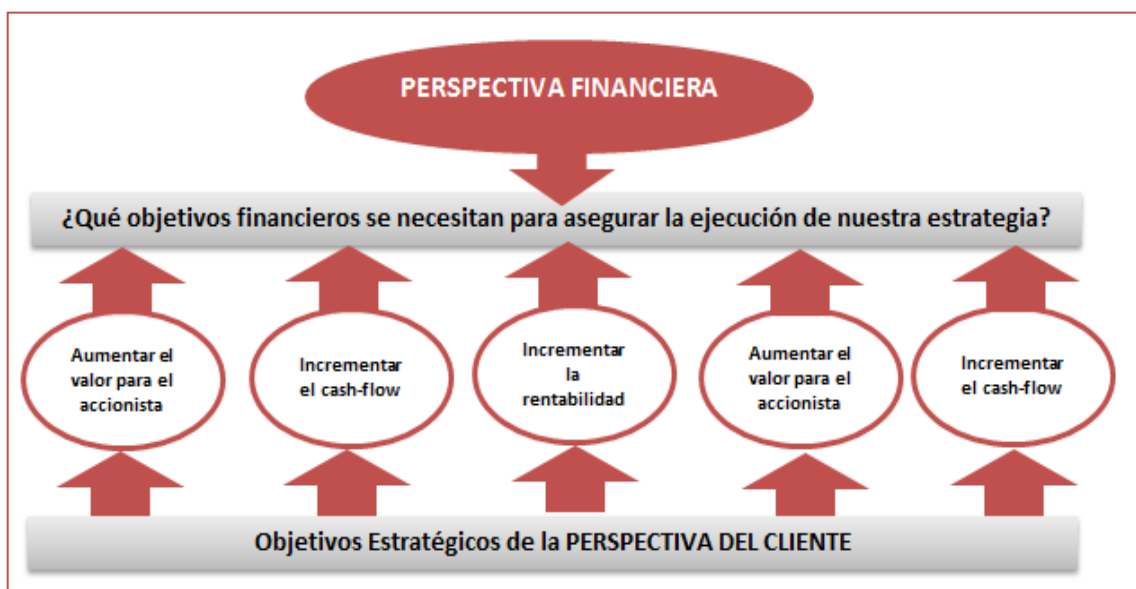 PERSPECTIVA FINANCIERA
¿Qué objetivos financieros se necesitan para asegurar la ejecución de nuestra estrategia?
Aumentar el
valor para el
accionista
Incrementar
el cash-flow
Incrementar
la
rentabilidad
Aumentar el
valor para el
accionista
Incrementar
el cash-flow
Objetivos Estratégicos de la PERSPECTIVA DEL CLIENTE